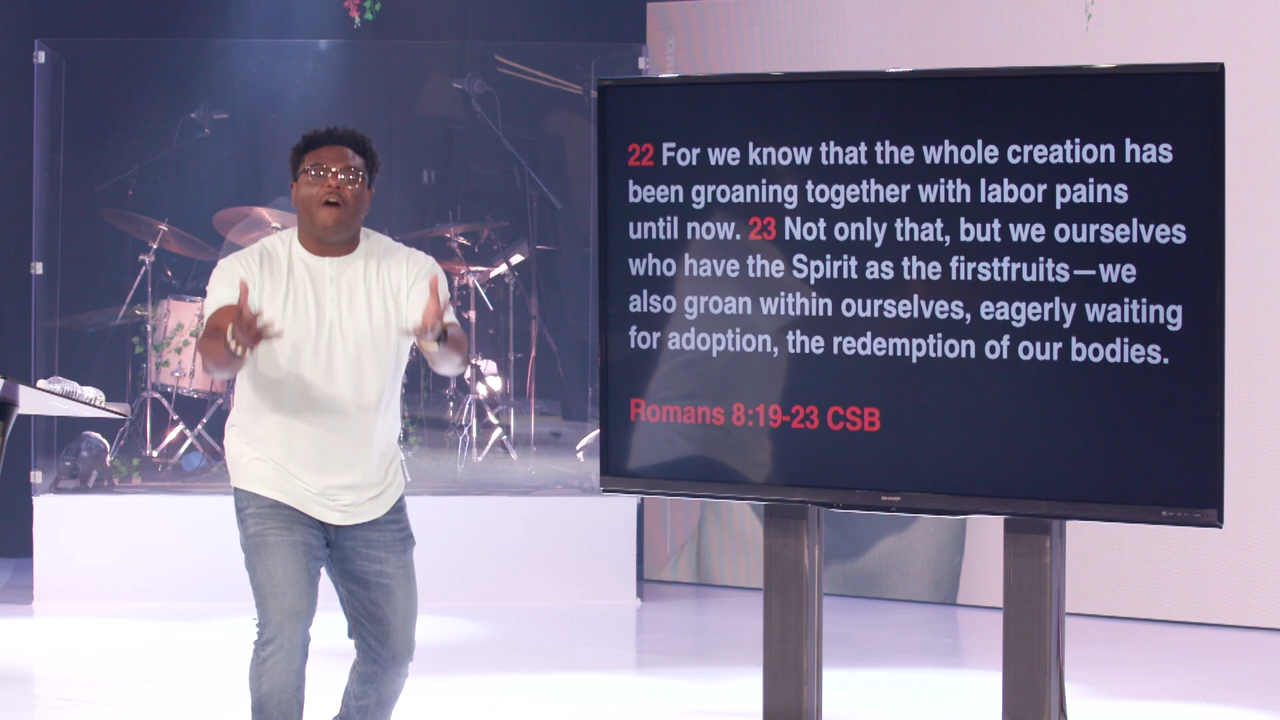 22 For we know that the whole creation has
been groaning together with labor pains
until now. 23 Not only that, but we ourselves
who have the Spirit as the firstfruits—we
also groan within ourselves, eagerly waiting
for adoption, the redemption of our bodies.
Romans 8:19-23 CSB
SHARP